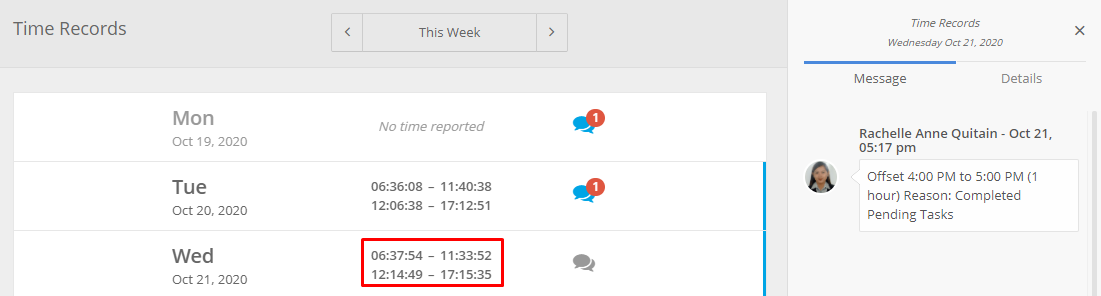 Time Records
This Week
Mon
Oct 19, 2020
No time reported
1
Tue
Oct 20, 2020
06:36:08 – 11:40:38
12:06:38 – 17:12:51
1
Wed
Oct 21, 2020
06:37:54 – 11:33:52
12:14:49 – 17:15:35
Time Records
Wednesday Oct 21, 2020
Message
Details
Rachelle Anne Quitain - Oct 21,
05:17 pm
Offset 4:00 PM to 5:00 PM (1
hour) Reason: Completed
Pending Tasks